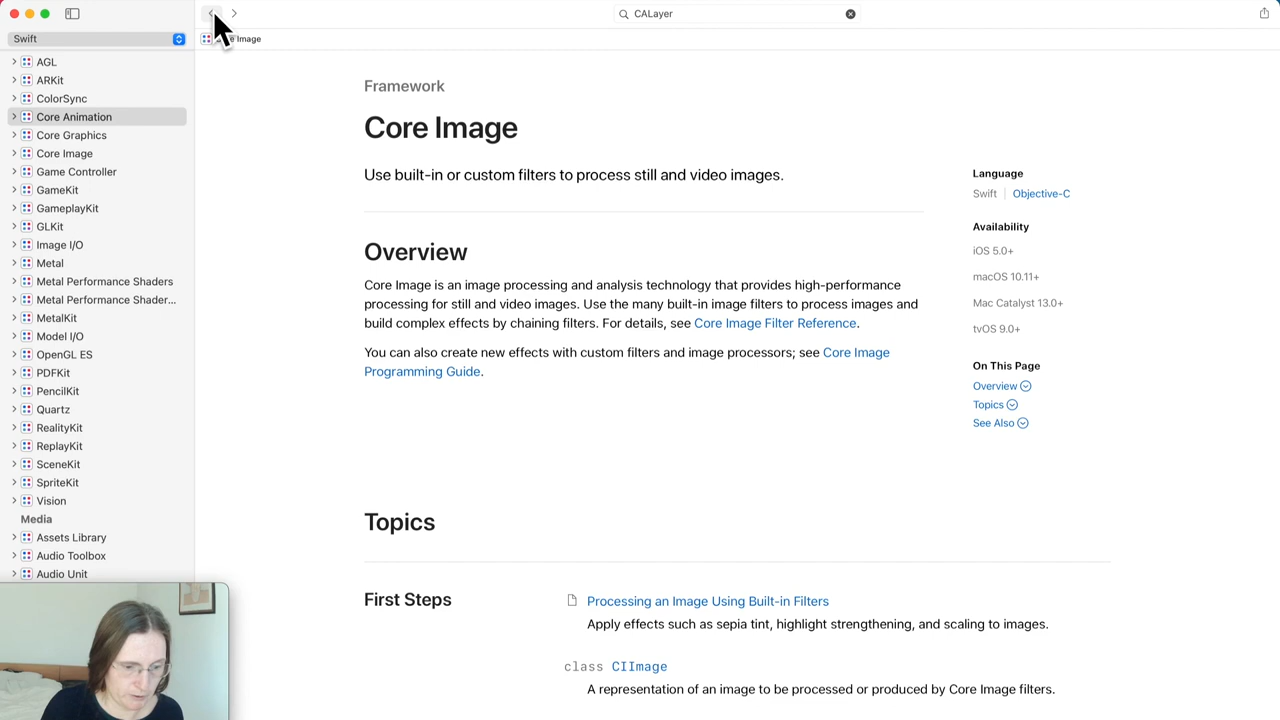 CALayer
Swift
Image
AGL
ARKit
ColorSync
Core Animation
Core Graphics
Core Image
Game Controller
GameKit
GameplayKit
GLKit
Image I/O
Metal
Metal Performance Shaders
Metal Performance Shader...
MetalKit
Model I/O
OpenGL ES
PDFKit
PencilKit
Quartz
RealityKit
ReplayKit
SceneKit
SpriteKit
Vision
Media
Assets Library
Audio Toolbox
Audio Unit
Framework
Core Image
Use built-in or custom filters to process still and video images.
Overview
Core Image is an image processing and analysis technology that provides high-performance
processing for still and video images. Use the many built-in image filters to process images and
build complex effects by chaining filters. For details, see Core Image Filter Reference.
You can also create new effects with custom filters and image processors; see Core Image
Programming Guide.
Language
Swift | Objective-C
Availability
iOS 5.0+
macOS 10.11+
Mac Catalyst 13.0+
tvOS 9.0+
On This Page
Overview
Topics
See Also
Topics
First Steps
Processing an Image Using Built-in Filters
Apply effects such as sepia tint, highlight strengthening, and scaling to images.
class CIImage
A representation of an image to be processed or produced by Core Image filters.